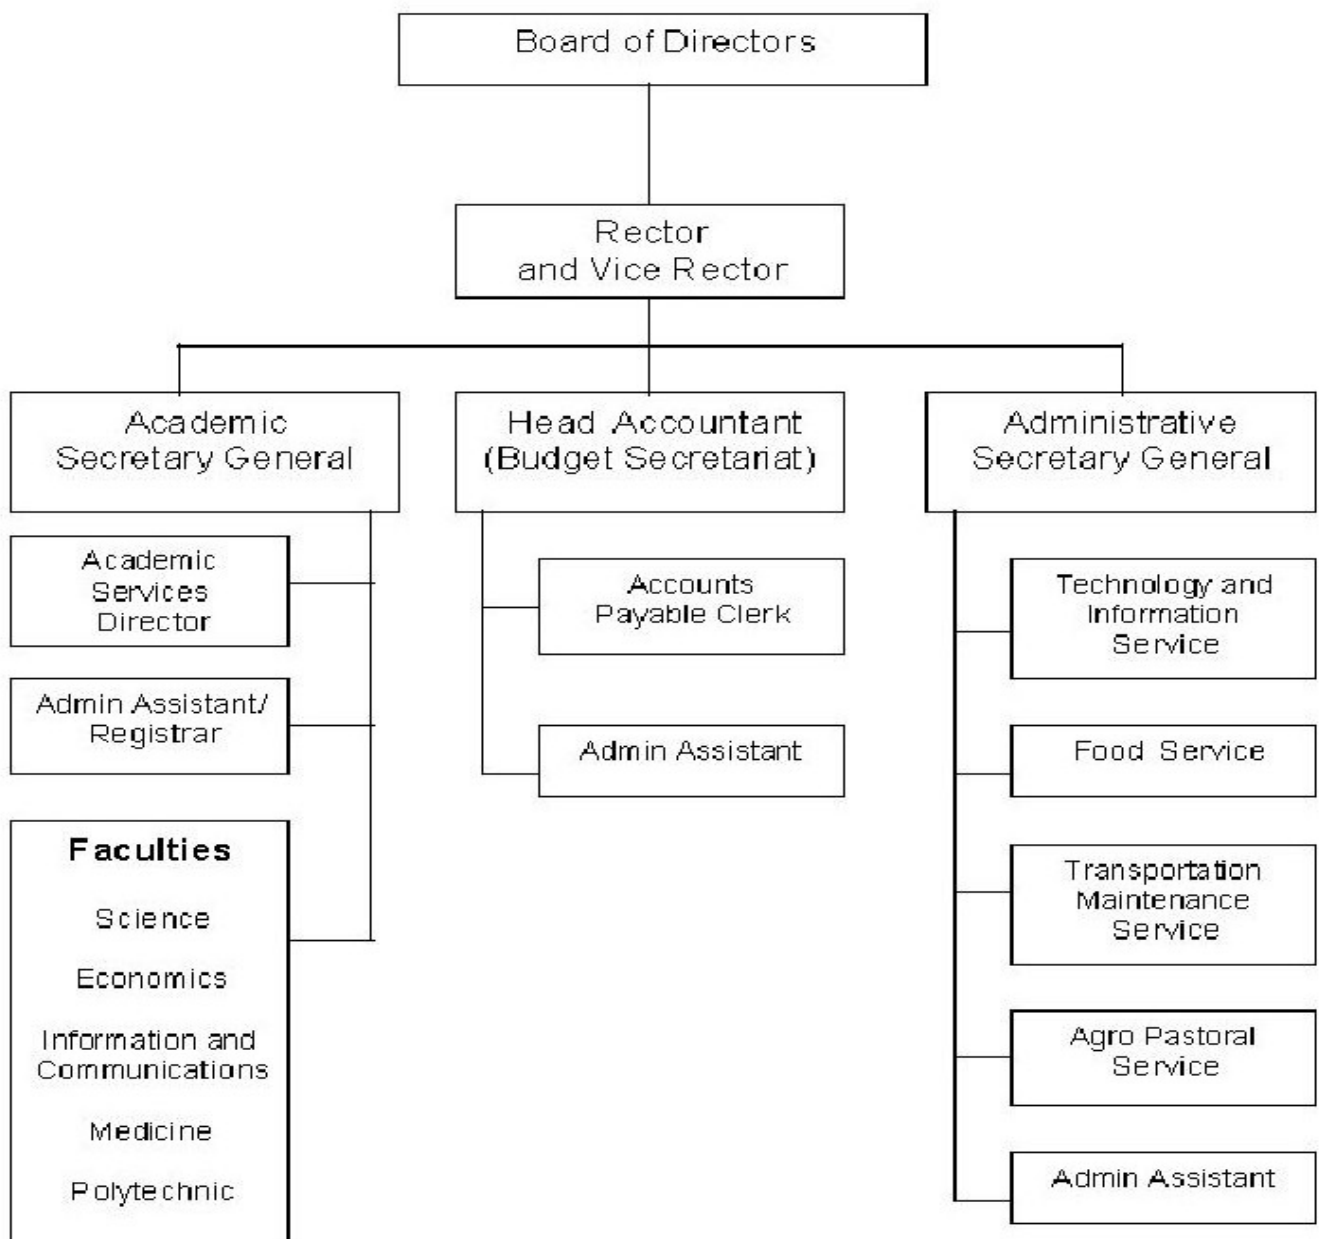 Board of Directors
Rector
and Vice Rector
Academic
Secretary General
Head Accountant
(Budget Secretariat)
Administrative
Secretary General
Academic
Services
Director
Admin Assistant/
Registrar
Faculties
Science
Economics
Information and
Communications
Medicine
Polytechnic
Accounts
Payable Clerk
Admin Assistant
Technology and
Information
Service
Food Service
Transportation
Maintenance
Service
Agro Pastoral
Service
Admin Assistant